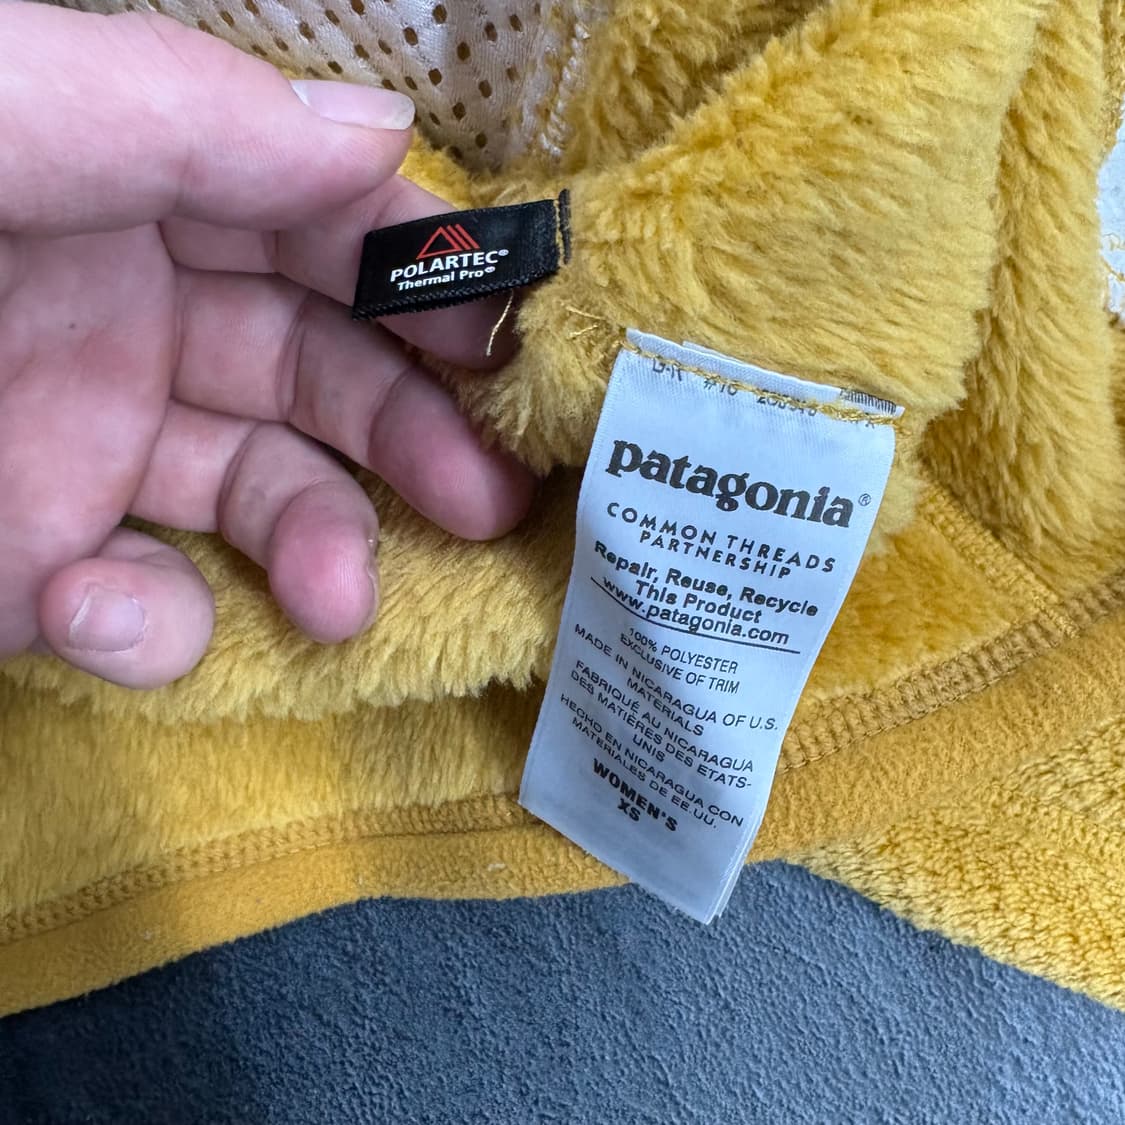 POLARTEC®
Thermal Pro®
#10
patagonia®
COMMON THREADS
PARTNERSHIP
Repair, Reuse, Recycle
This Product
www.patagonia.com
100% POLYESTER
EXCLUSIVE OF TRIM
MADE IN NICARAGUA OF U.S.
MATERIALS
FABRIQUÉ AU NICARAGUA
DES MATIÈRES DES ETATS-
UNIS
HECHO EN NICARAGUA CON
MATERIALES DE EE.UU.
WOMEN'S
XS